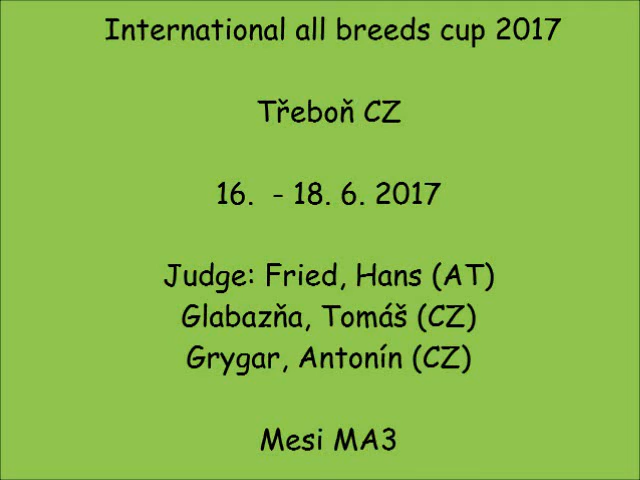 International all breeds cup 2017
Třeboň CZ
16.  - 18. 6. 2017
Judge: Fried, Hans (AT)
Glabazňa, Tomáš (CZ)
Grygar, Antonín (CZ)
Mesi MA3